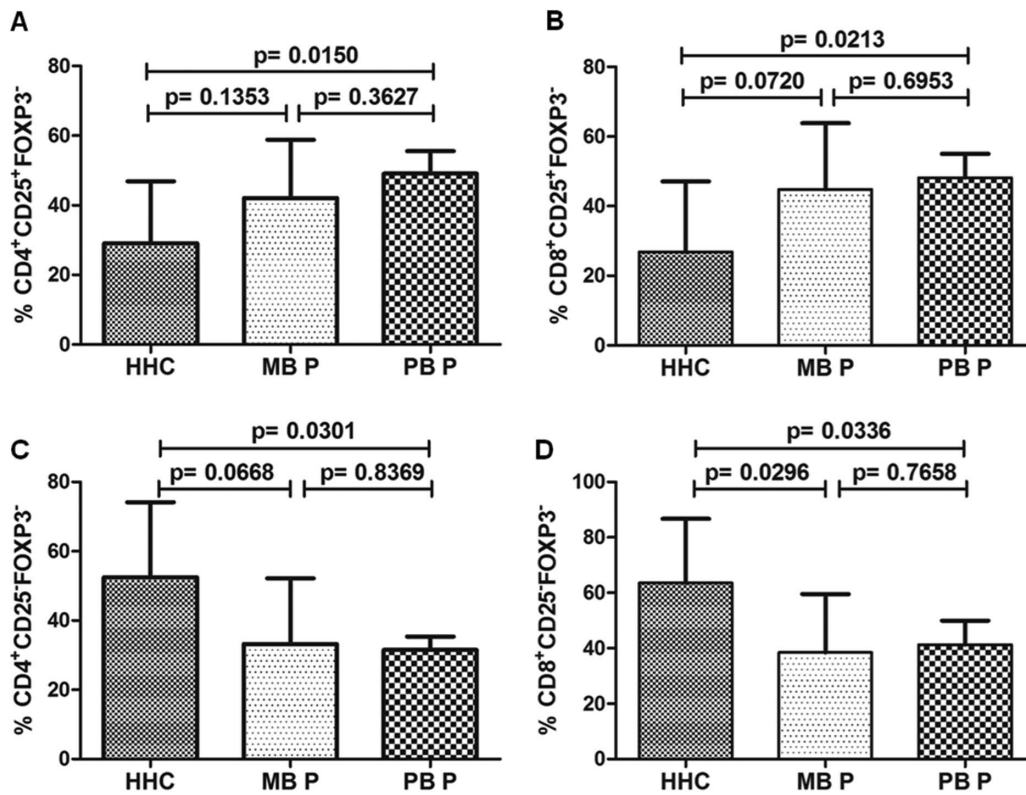 A
p= 0.0150
p= 0.1353 p= 0.3627
% CD4⁺CD25⁺FOXP3⁻
80
60
40
20
0
HHC MB P PB P
B
p= 0.0213
p= 0.0720 p= 0.6953
% CD8⁺CD25⁺FOXP3⁻
80
60
40
20
0
HHC MB P PB P
C
p= 0.0301
p= 0.0668 p= 0.8369
% CD4⁺CD25⁻FOXP3⁻
80
60
40
20
0
HHC MB P PB P
D
p= 0.0336
p= 0.0296 p= 0.7658
% CD8⁺CD25⁻FOXP3⁻
100
80
60
40
20
0
HHC MB P PB P